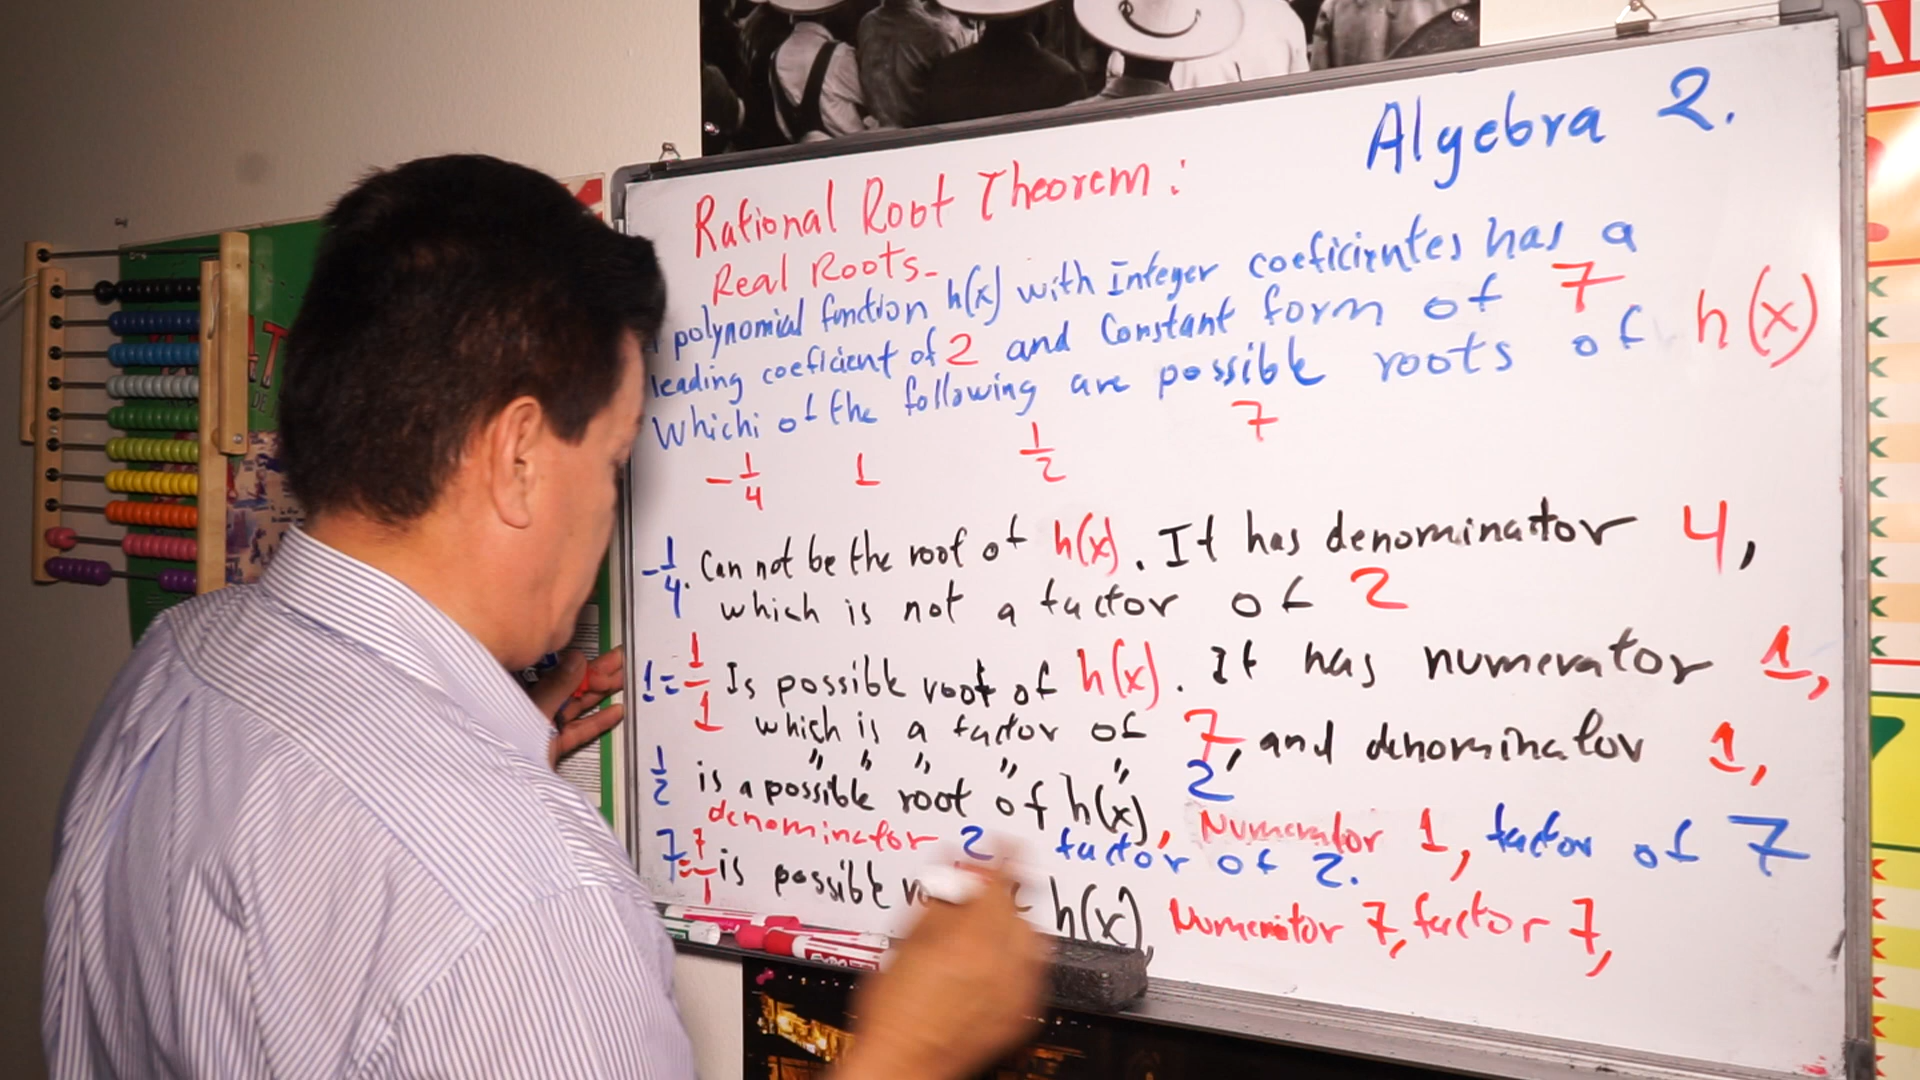 Algebra 2.
Rational Root Theorem:
Real Roots-
polynomial function h(x) with Integer coeficientes has a
leading coeficient of 2 and Constant form of 7
Whichi of the following are possible roots of h(x)
-1/4 1 1/2 7
-1/4. Can not be the root of h(x). It has denominator 4,
which is not a factor of 2
1=1/1 Is possible root of h(x). It has numerator 1,
which is a factor of 7, and denominator 1,
" " " " " 2
1/2 is a possible root of h(x), Numerator 1, factor of 7
denominator 2, factor of 2.
7=7/1 is possible h(x), Numeritor 7, factor 7,